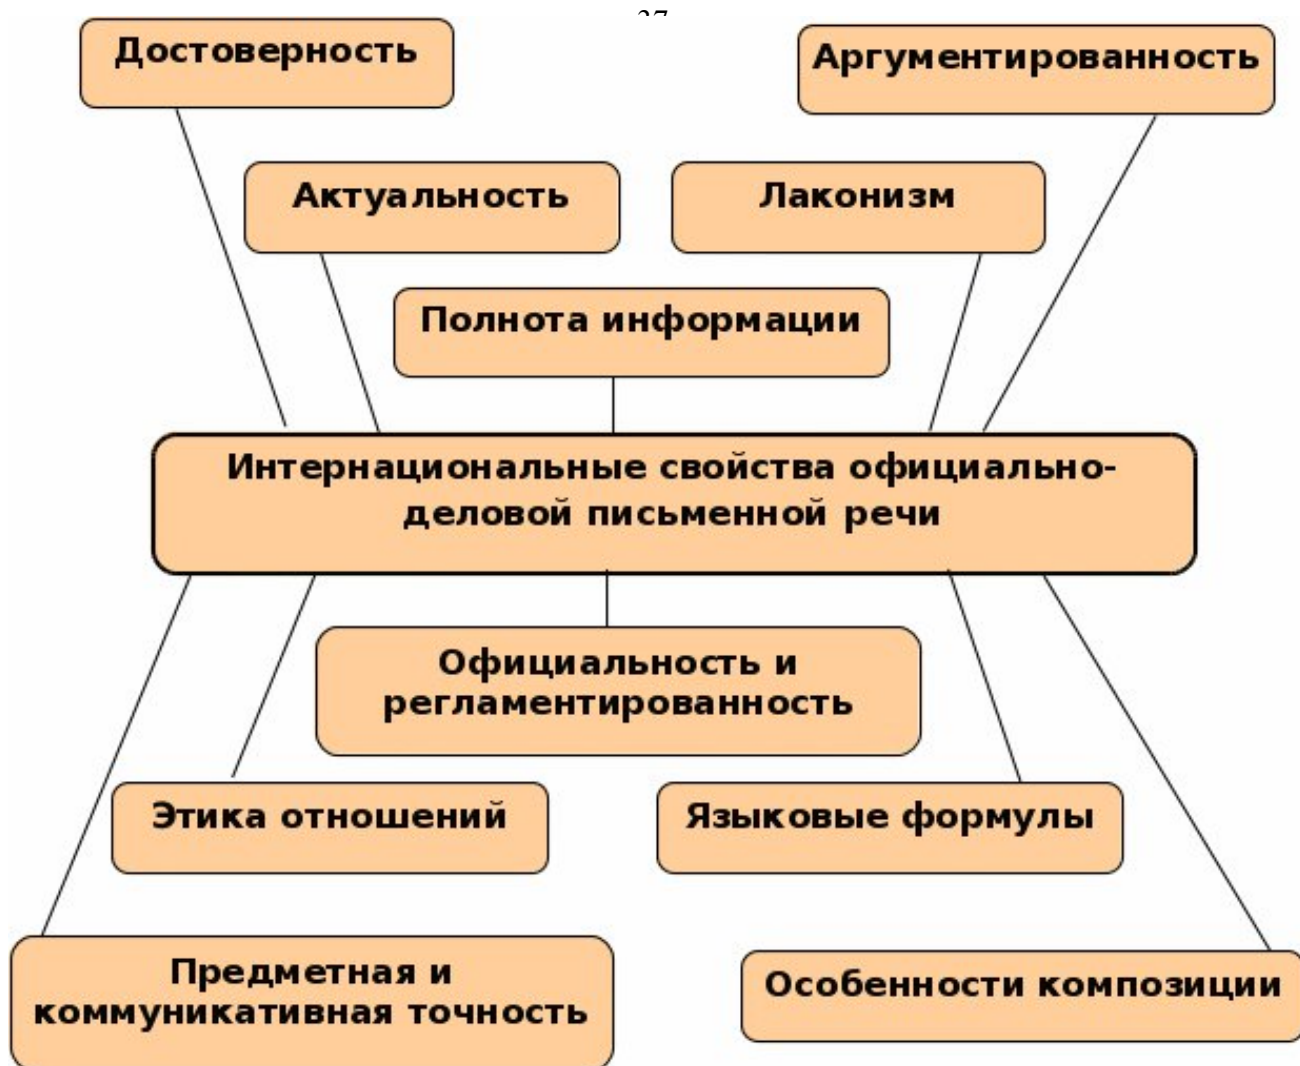 Достоверность
Аргументированность
Актуальность
Лаконизм
Полнота информации
Интернациональные свойства официально-
деловой письменной речи
Официальность и
регламентированность
Этика отношений
Языковые формулы
Предметная и
коммуникативная точность
Особенности композиции